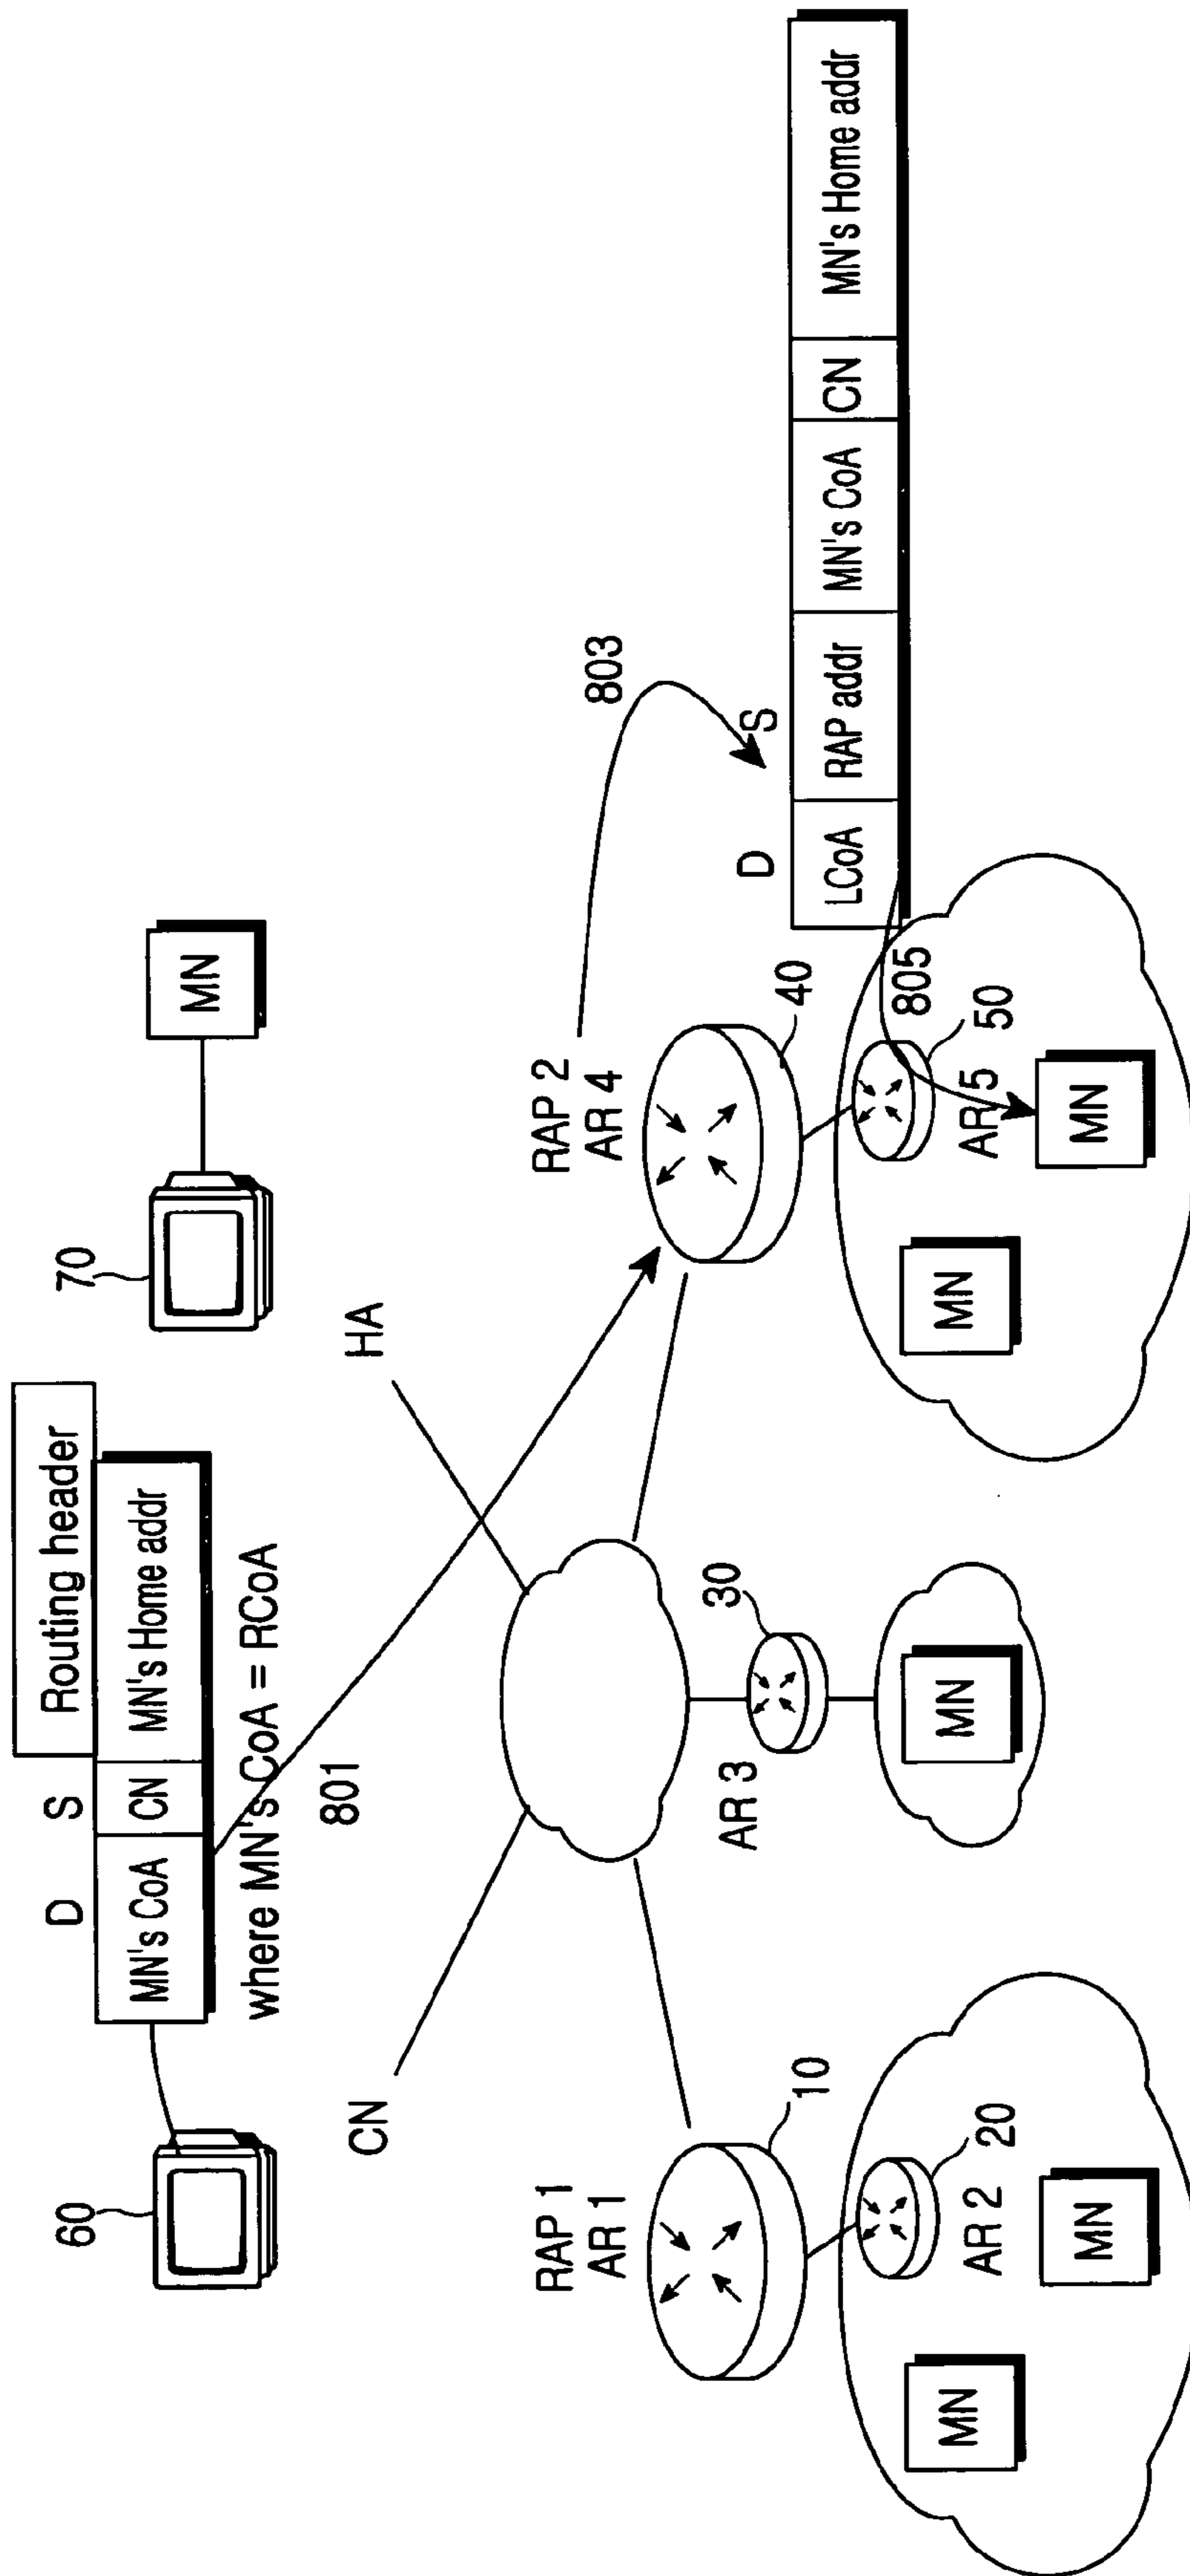 Routing header
D S
MN's CoA CN MN's Home addr
where MN's CoA = RCoA
60
70
MN
801
CN
HA
RAP 1
AR 1
10
RAP 2
AR 4
40
803
AR 3
30
D S
LCoA RAP addr MN's CoA CN MN's Home addr
20
AR 2
MN
MN
MN
805
50
AR 5
MN
MN